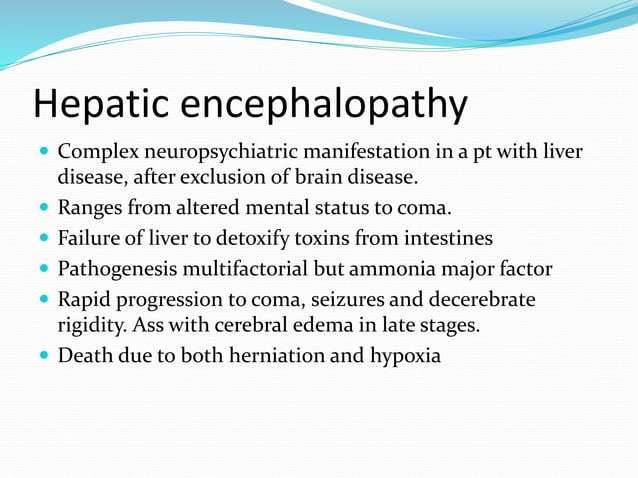 Hepatic encephalopathy
• Complex neuropsychiatric manifestation in a pt with liver
disease, after exclusion of brain disease.
• Ranges from altered mental status to coma.
• Failure of liver to detoxify toxins from intestines
• Pathogenesis multifactorial but ammonia major factor
• Rapid progression to coma, seizures and decerebrate
rigidity. Ass with cerebral edema in late stages.
• Death due to both herniation and hypoxia